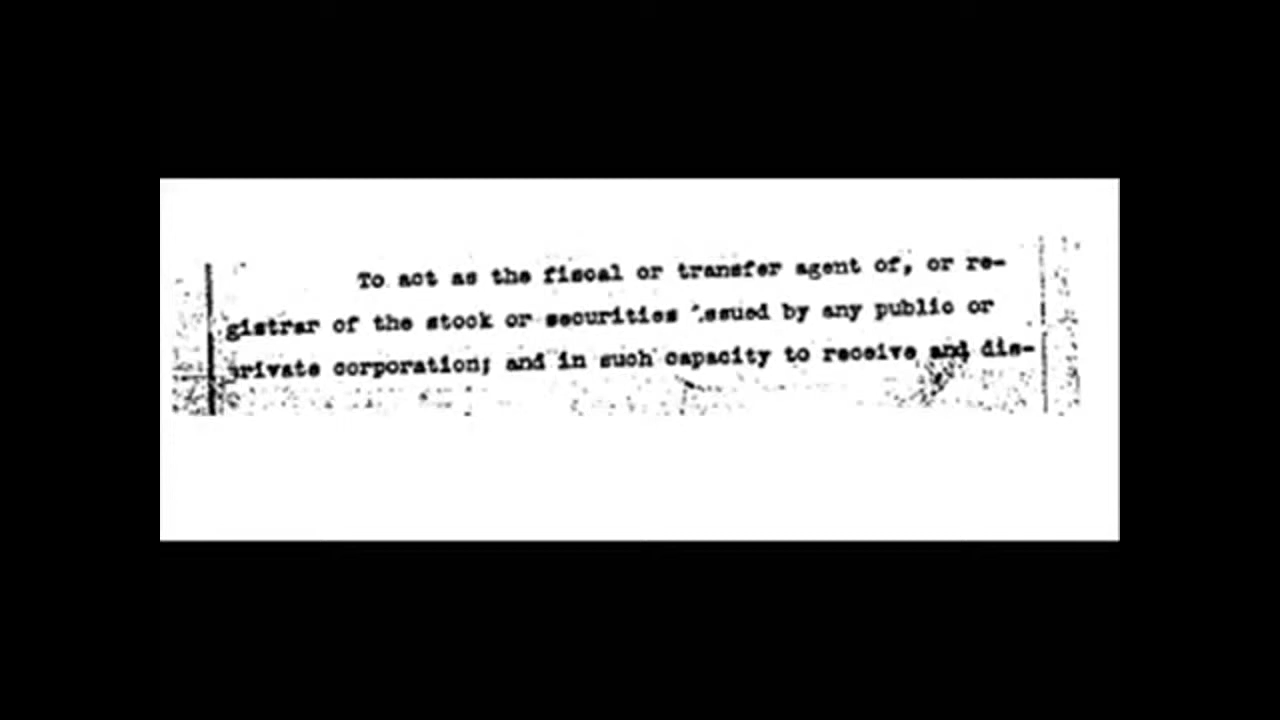 To act as the fiscal or transfer agent of, or re-
gistrar of the stock or securities issued by any public or
private corporation; and in such capacity to receive and dis-